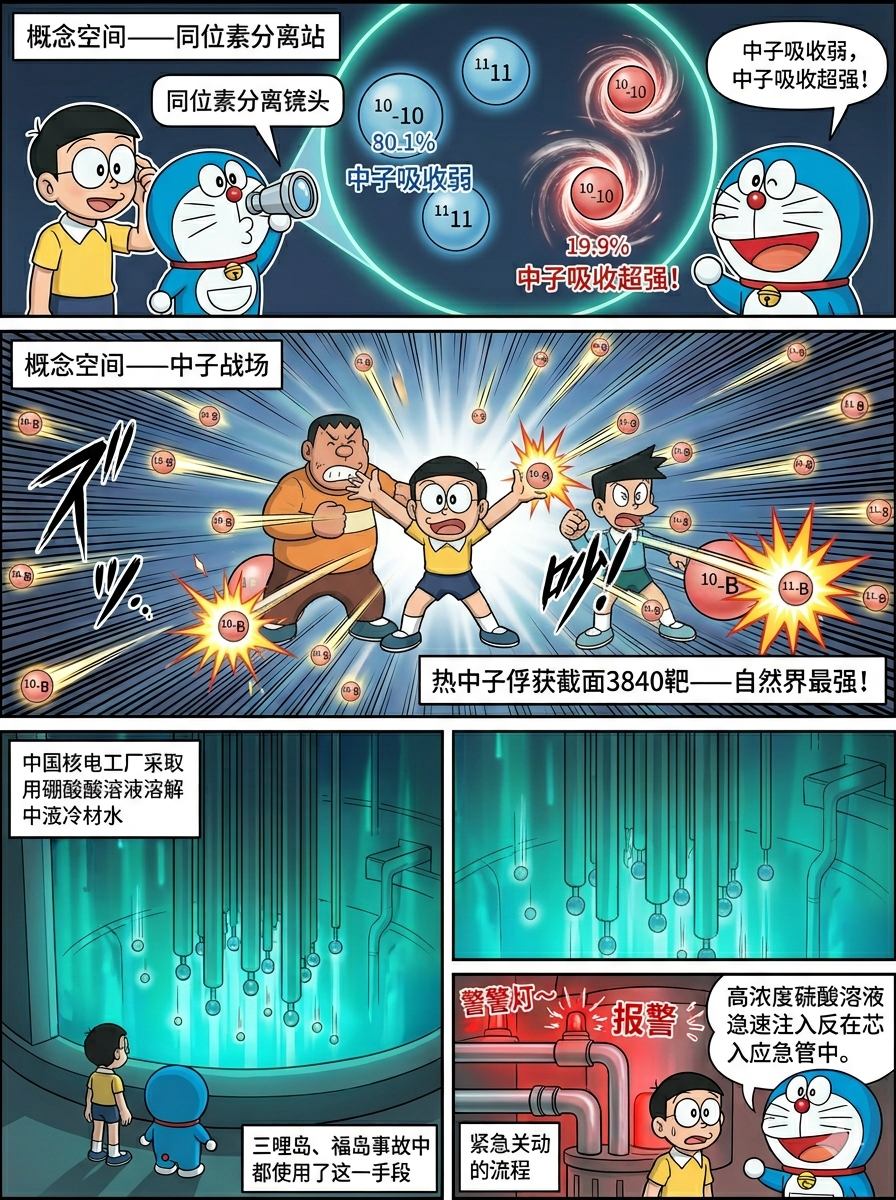 概念空间——同位素分离站
同位素分离镜头
¹⁰-10
80.1%
中子吸收弱
¹¹11
¹¹11
¹⁰-10
¹⁰-10
19.9%
中子吸收超强!
中子吸收弱,
中子吸收超强!
概念空间——中子战场
10-B
10-B
10-B
10-B
11-B
ズ
ッ...
热中子俘获截面3840靶——自然界最强!
中国核电工厂采取
用硼酸酸溶液溶解
中液冷材水
三哩岛、福岛事故中
都使用了这一手段
警警灯~
报警
高浓度硫酸溶液
急速注入反在芯
入应急管中。
紧急关动
的流程